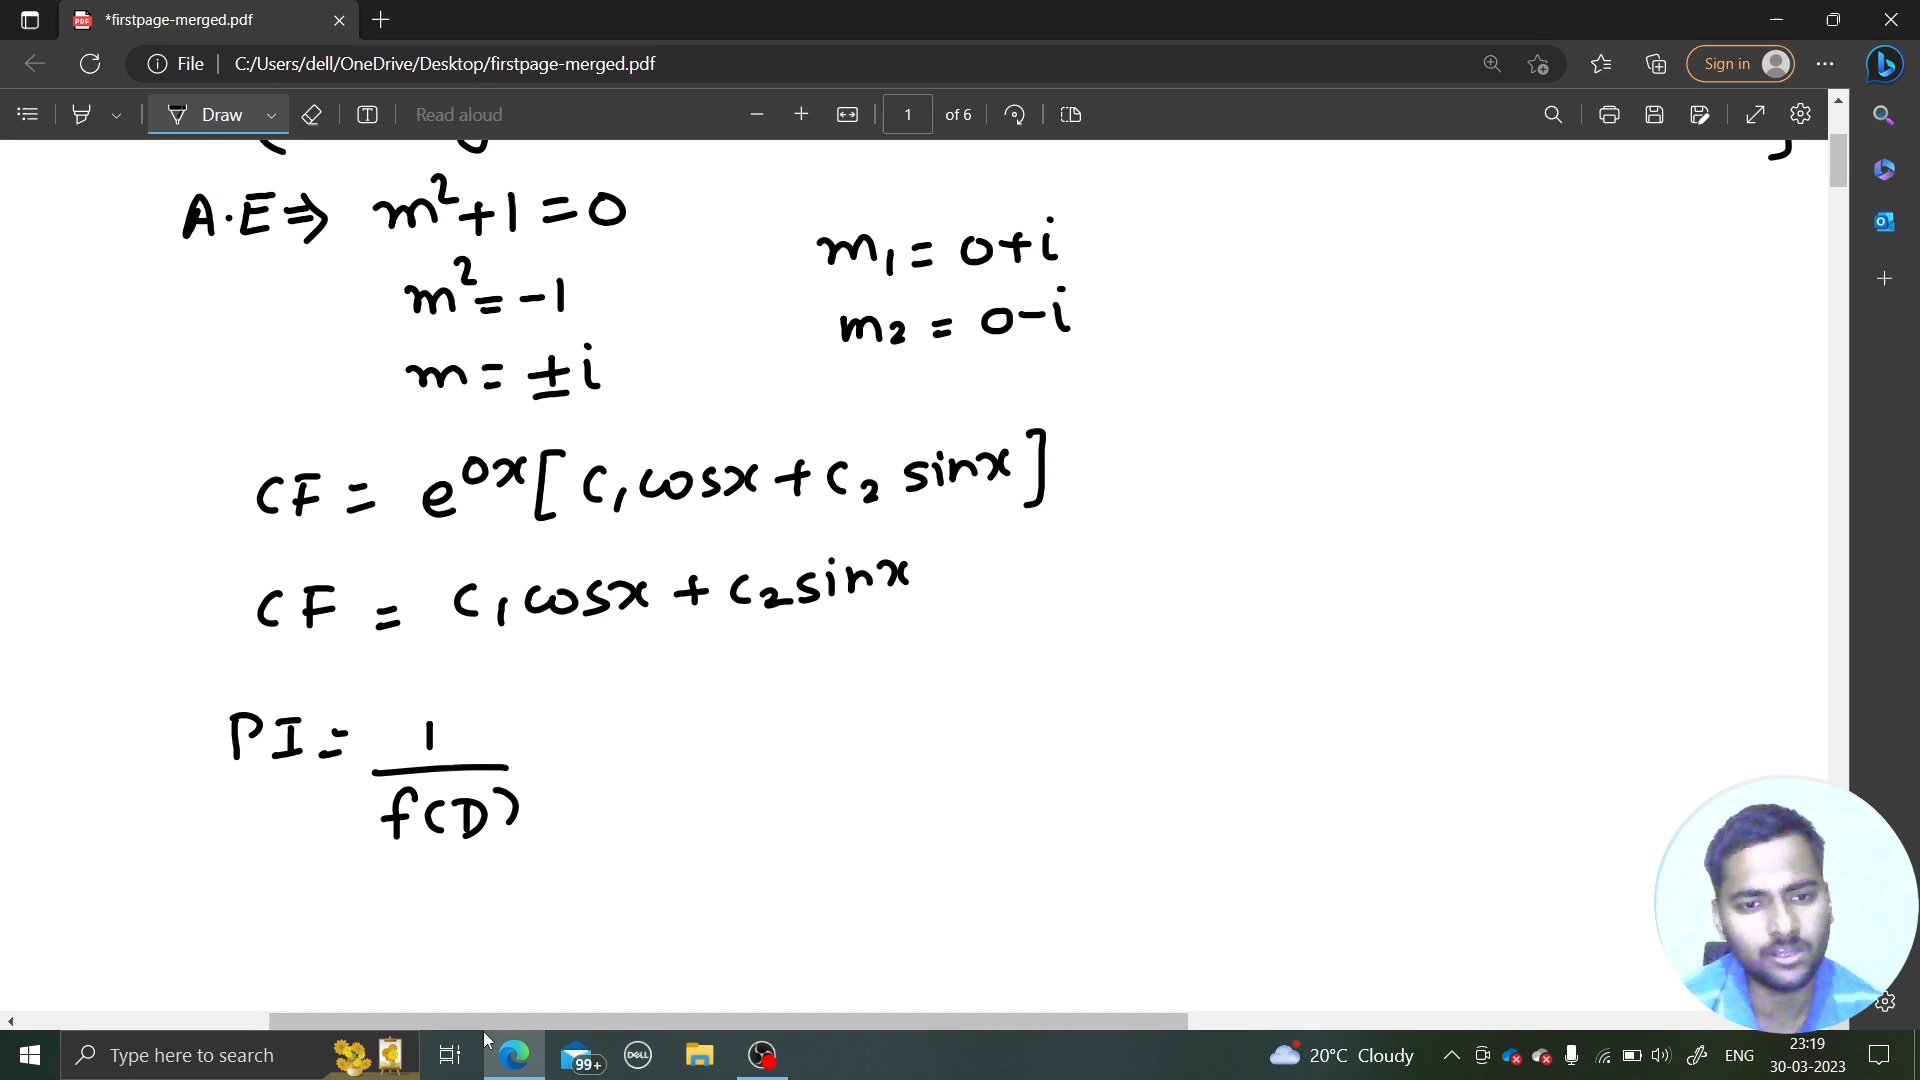 *firstpage-merged.pdf
File
C:/Users/dell/OneDrive/Desktop/firstpage-merged.pdf
Sign in
Draw
Read aloud
1 of 6
A.E ⇒ m²+1=0
m²=-1
m= ±i
m₁= 0+i
m₂ = 0-i
CF = e^{0x}[C₁cosx+C₂ sinx]
CF = C₁cosx + C₂sinx
PI = 1/f(D)
Type here to search
99+
DELL
20°C Cloudy
ENG
23:19
30-03-2023